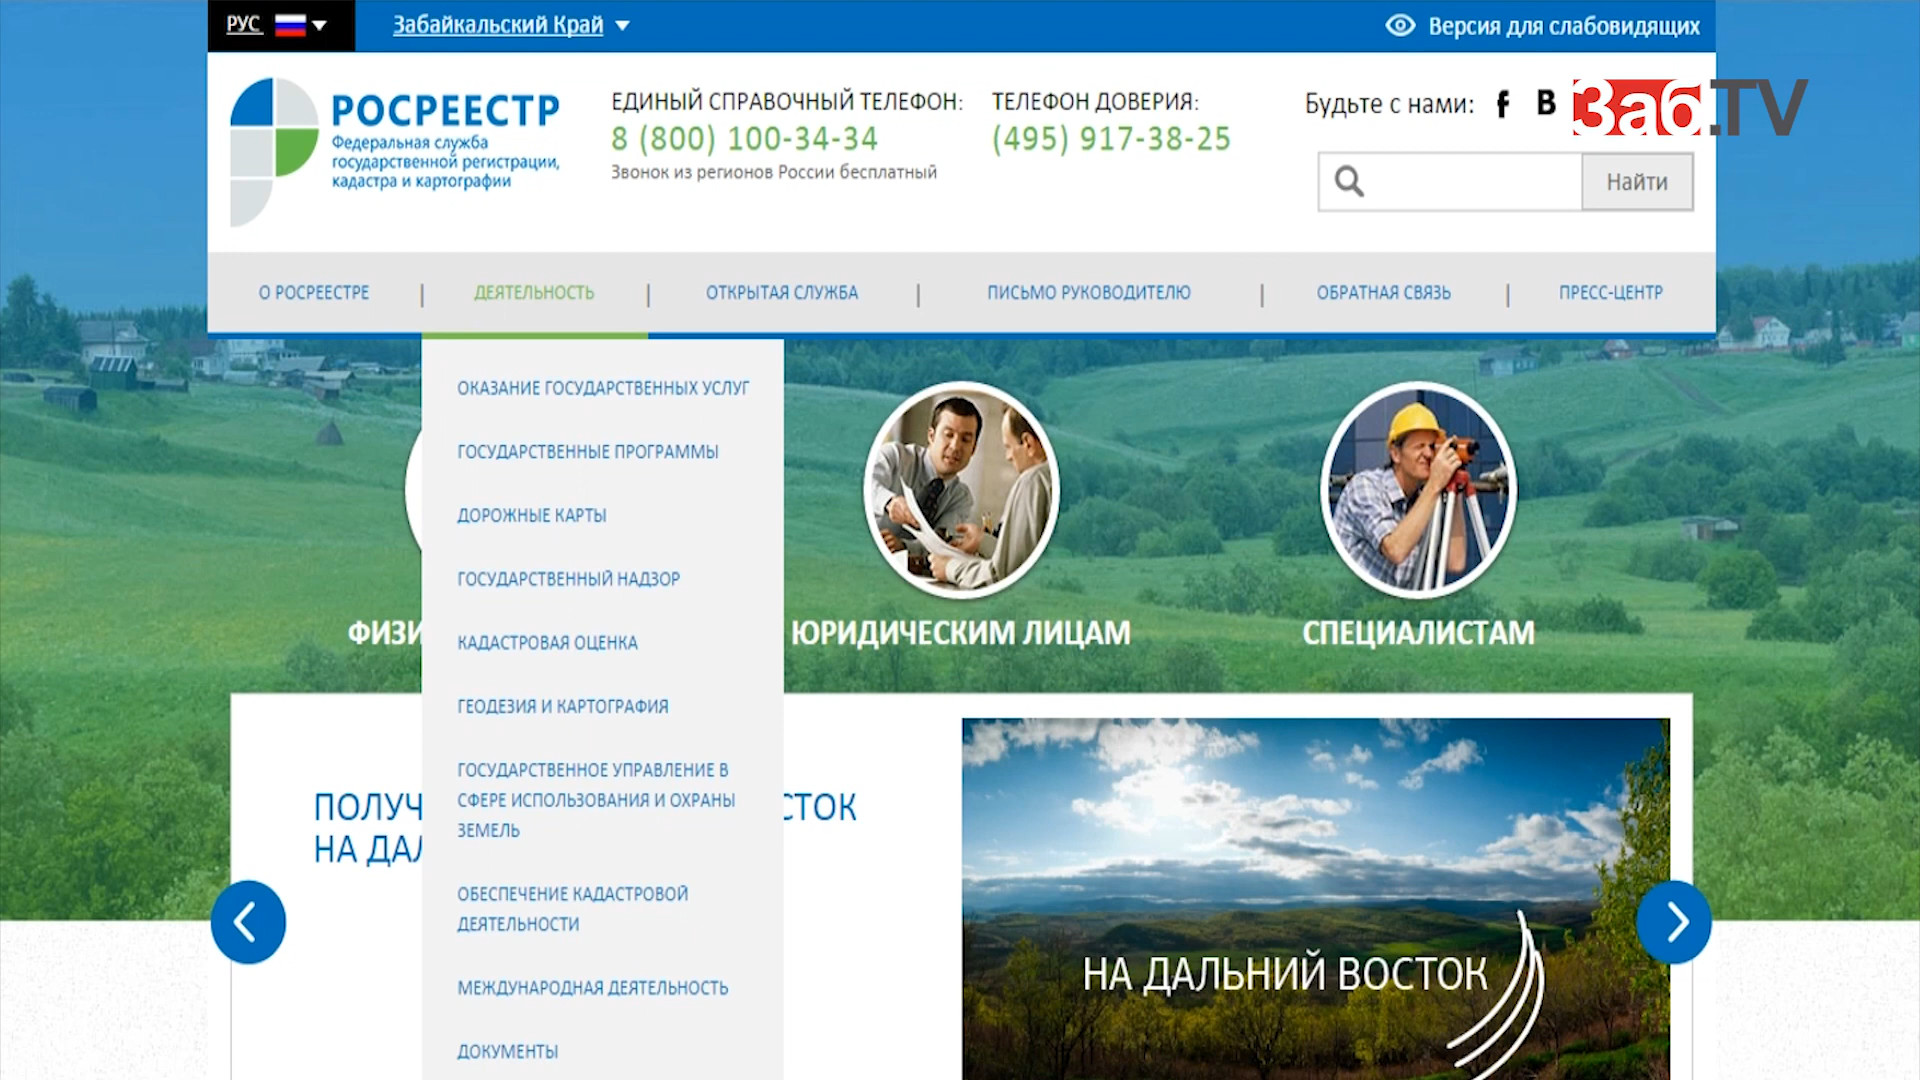 РУС
Забайкальский Край
Версия для слабовидящих
РОСРЕЕСТР
Федеральная служба
государственной регистрации,
кадастра и картографии
ЕДИНЫЙ СПРАВОЧНЫЙ ТЕЛЕФОН:
8 (800) 100-34-34
Звонок из регионов России бесплатный
ТЕЛЕФОН ДОВЕРИЯ:
(495) 917-38-25
Будьте с нами:
f В
Заб.TV
Найти
О РОСРЕЕСТРЕ | ДЕЯТЕЛЬНОСТЬ | ОТКРЫТАЯ СЛУЖБА | ПИСЬМО РУКОВОДИТЕЛЮ | ОБРАТНАЯ СВЯЗЬ | ПРЕСС-ЦЕНТР
ОКАЗАНИЕ ГОСУДАРСТВЕННЫХ УСЛУГ
ГОСУДАРСТВЕННЫЕ ПРОГРАММЫ
ДОРОЖНЫЕ КАРТЫ
ГОСУДАРСТВЕННЫЙ НАДЗОР
КАДАСТРОВАЯ ОЦЕНКА
ГЕОДЕЗИЯ И КАРТОГРАФИЯ
ГОСУДАРСТВЕННОЕ УПРАВЛЕНИЕ В
СФЕРЕ ИСПОЛЬЗОВАНИЯ И ОХРАНЫ
ЗЕМЕЛЬ
ОБЕСПЕЧЕНИЕ КАДАСТРОВОЙ
ДЕЯТЕЛЬНОСТИ
МЕЖДУНАРОДНАЯ ДЕЯТЕЛЬНОСТЬ
ДОКУМЕНТЫ
ФИЗИ
ЮРИДИЧЕСКИМ ЛИЦАМ
СПЕЦИАЛИСТАМ
ПОЛУЧ СТОК
НА ДАЛ
НА ДАЛЬНИЙ ВОСТОК